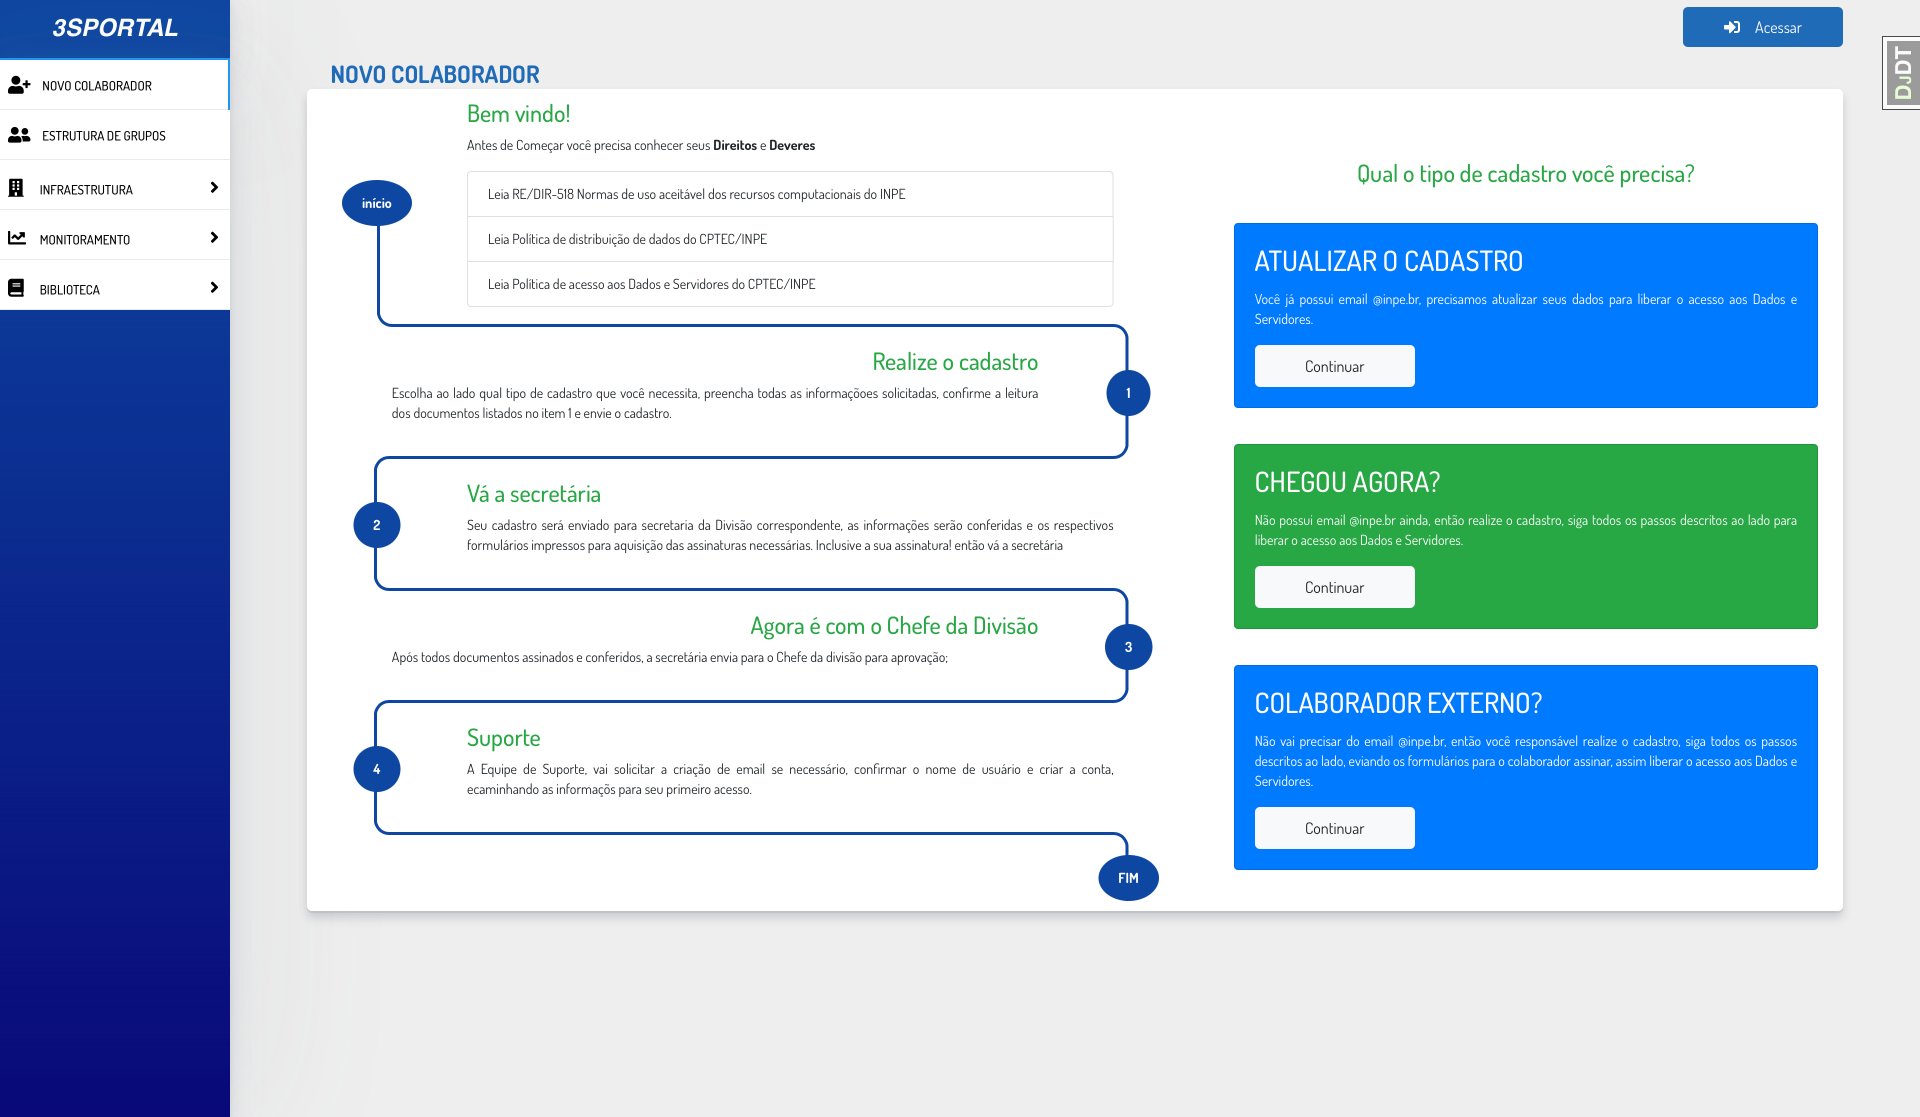 3SPORTAL
NOVO COLABORADOR
ESTRUTURA DE GRUPOS
INFRAESTRUTURA
MONITORAMENTO
BIBLIOTECA
Acessar
DjDT
NOVO COLABORADOR
Bem vindo!
Antes de Começar você precisa conhecer seus Direitos e Deveres
início
Leia RE/DIR-518 Normas de uso aceitável dos recursos computacionais do INPE
Leia Política de distribuição de dados do CPTEC/INPE
Leia Política de acesso aos Dados e Servidores do CPTEC/INPE
Realize o cadastro
Escolha ao lado qual tipo de cadastro que você necessita, preencha todas as informaçãoes solicitadas, confirme a leitura
dos documentos listados no item 1 e envie o cadastro.
1
Vá a secretária
2
Seu cadastro será enviado para secretaria da Divisão correspondente, as informações serão conferidas e os respectivos
formulários impressos para aquisição das assinaturas necessárias. Inclusive a sua assinatura! então vá a secretária
Agora é com o Chefe da Divisão
Após todos documentos assinados e conferidos, a secretária envia para o Chefe da divisão para aprovação;
3
Suporte
4
A Equipe de Suporte, vai solicitar a criação de email se necessário, confirmar o nome de usuário e criar a conta,
ecaminhando as informaçõs para seu primeiro acesso.
FIM
Qual o tipo de cadastro você precisa?
ATUALIZAR O CADASTRO
Você já possui email @inpe.br, precisamos atualizar seus dados para liberar o acesso aos Dados e
Servidores.
Continuar
CHEGOU AGORA?
Não possui email @inpe.br ainda, então realize o cadastro, siga todos os passos descritos ao lado para
liberar o acesso aos Dados e Servidores.
Continuar
COLABORADOR EXTERNO?
Não vai precisar do email @inpe.br, então você responsável realize o cadastro, siga todos os passos
descritos ao lado, eviando os formulários para o colaborador assinar, assim liberar o acesso aos Dados e
Servidores.
Continuar